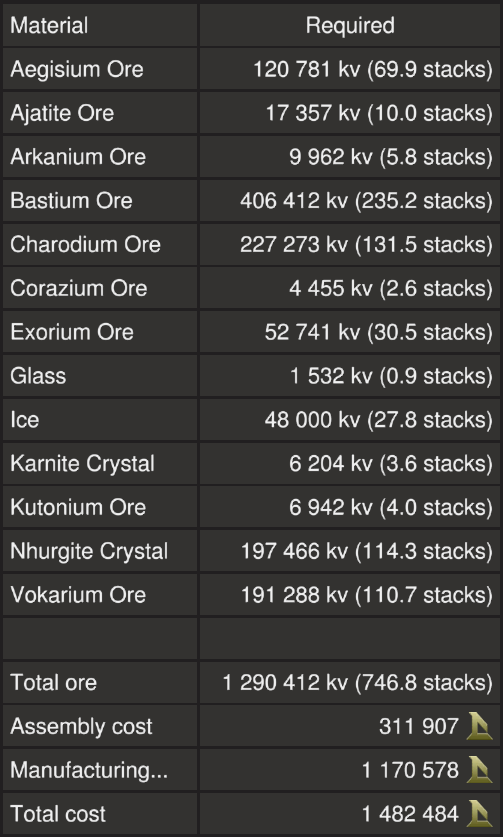 Material Required
Aegisium Ore 120 781 kv (69.9 stacks)
Ajatite Ore 17 357 kv (10.0 stacks)
Arkanium Ore 9 962 kv (5.8 stacks)
Bastium Ore 406 412 kv (235.2 stacks)
Charodium Ore 227 273 kv (131.5 stacks)
Corazium Ore 4 455 kv (2.6 stacks)
Exorium Ore 52 741 kv (30.5 stacks)
Glass 1 532 kv (0.9 stacks)
Ice 48 000 kv (27.8 stacks)
Karnite Crystal 6 204 kv (3.6 stacks)
Kutonium Ore 6 942 kv (4.0 stacks)
Nhurgite Crystal 197 466 kv (114.3 stacks)
Vokarium Ore 191 288 kv (110.7 stacks)
Total ore 1 290 412 kv (746.8 stacks)
Assembly cost 311 907
Manufacturing... 1 170 578
Total cost 1 482 484